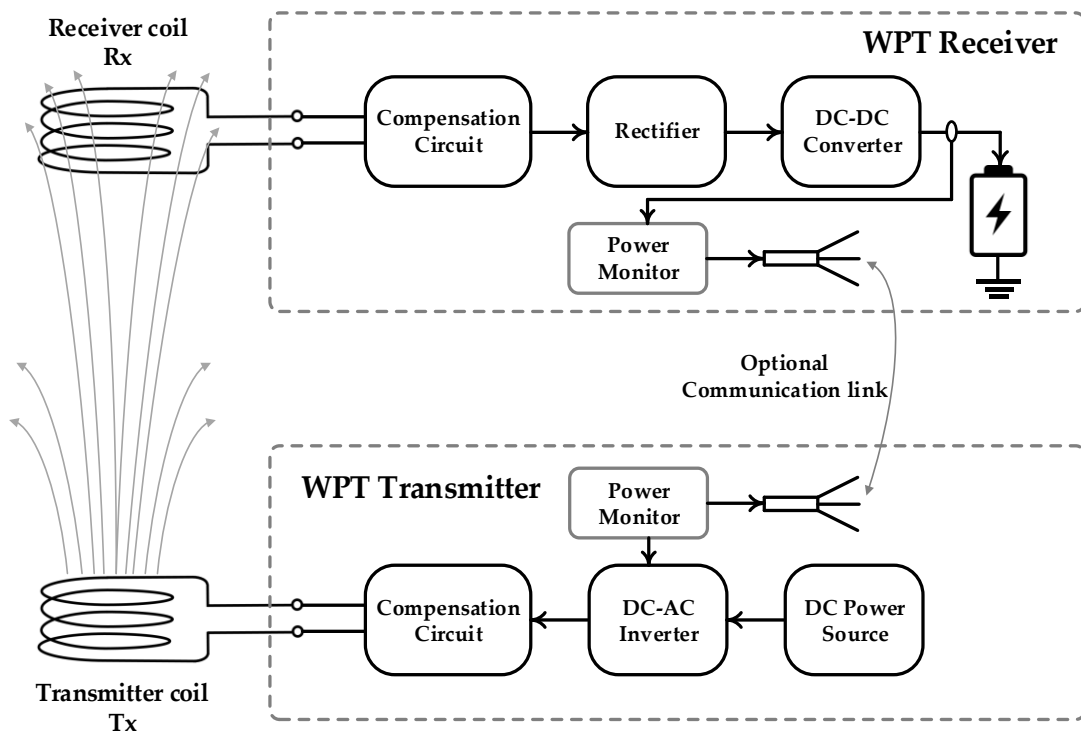 Receiver coil
Rx
WPT Receiver
Compensation
Circuit
Rectifier
DC-DC
Converter
Power
Monitor
Optional
Communication link
WPT Transmitter
Power
Monitor
Compensation
Circuit
DC-AC
Inverter
DC Power
Source
Transmitter coil
Tx